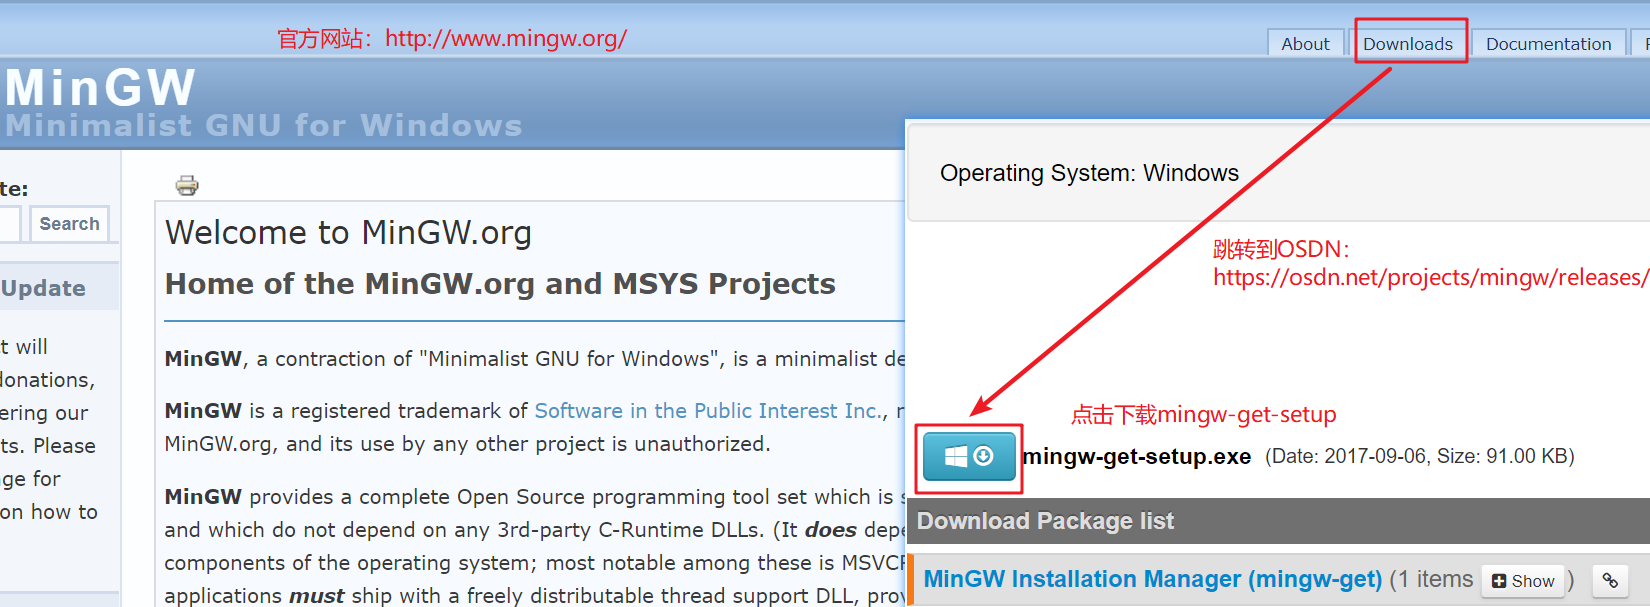 官方网站：http://www.mingw.org/
About
Downloads
Documentation
MinGW
Minimalist GNU for Windows
te:
Search
Update
t will
donations,
ering our
ts. Please
ge for
on how to
Welcome to MinGW.org
Home of the MinGW.org and MSYS Projects
MinGW, a contraction of "Minimalist GNU for Windows", is a minimalist de
MinGW is a registered trademark of Software in the Public Interest Inc., r
MinGW.org, and its use by any other project is unauthorized.
MinGW provides a complete Open Source programming tool set which is s
and which do not depend on any 3rd-party C-Runtime DLLs. (It does depe
components of the operating system; most notable among these is MSVCR
applications must ship with a freely distributable thread support DLL, prov
Operating System: Windows
跳转到OSDN：
https://osdn.net/projects/mingw/releases/
点击下载mingw-get-setup
mingw-get-setup.exe (Date: 2017-09-06, Size: 91.00 KB)
Download Package list
MinGW Installation Manager (mingw-get) (1 items Show )